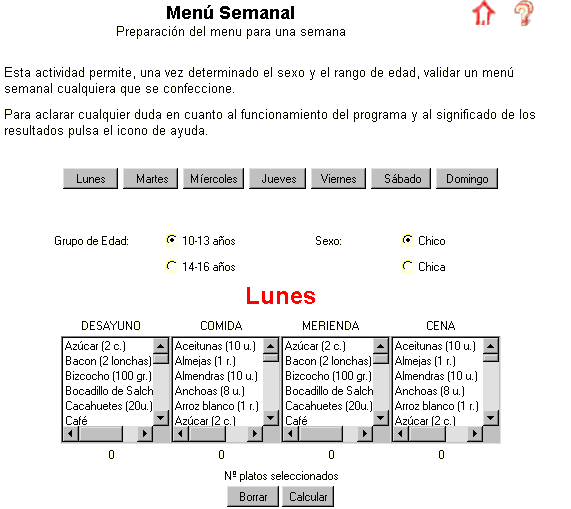 Menú Semanal
Preparación del menu para una semana
Esta actividad permite, una vez determinado el sexo y el rango de edad, validar un menú
semanal cualquiera que se confeccione.
Para aclarar cualquier duda en cuanto al funcionamiento del programa y al significado de los
resultados pulsa el icono de ayuda.
Lunes Martes Míercoles Jueves Viernes Sábado Domingo
Grupo de Edad: 10-13 años Sexo: Chico
14-16 años Chica
Lunes
DESAYUNO COMIDA MERIENDA CENA
Azúcar (2 c.) Aceitunas (10 u.) Azúcar (2 c.) Aceitunas (10 u.)
Bacon (2 lonchas) Almejas (1 r.) Bacon (2 lonchas) Almejas (1 r.)
Bizcocho (100 gr.) Almendras (10 u.) Bizcocho (100 gr.) Almendras (10 u.)
Bocadillo de Salch Anchoas (8 u.) Bocadillo de Salch Anchoas (8 u.)
Cacahuetes (20u.) Arroz blanco (1 r.) Cacahuetes (20u.) Arroz blanco (1 r.)
Café Azúcar (2 c.) Café Azúcar (2 c.)
0 0 0 0
Nº platos seleccionados
Borrar Calcular